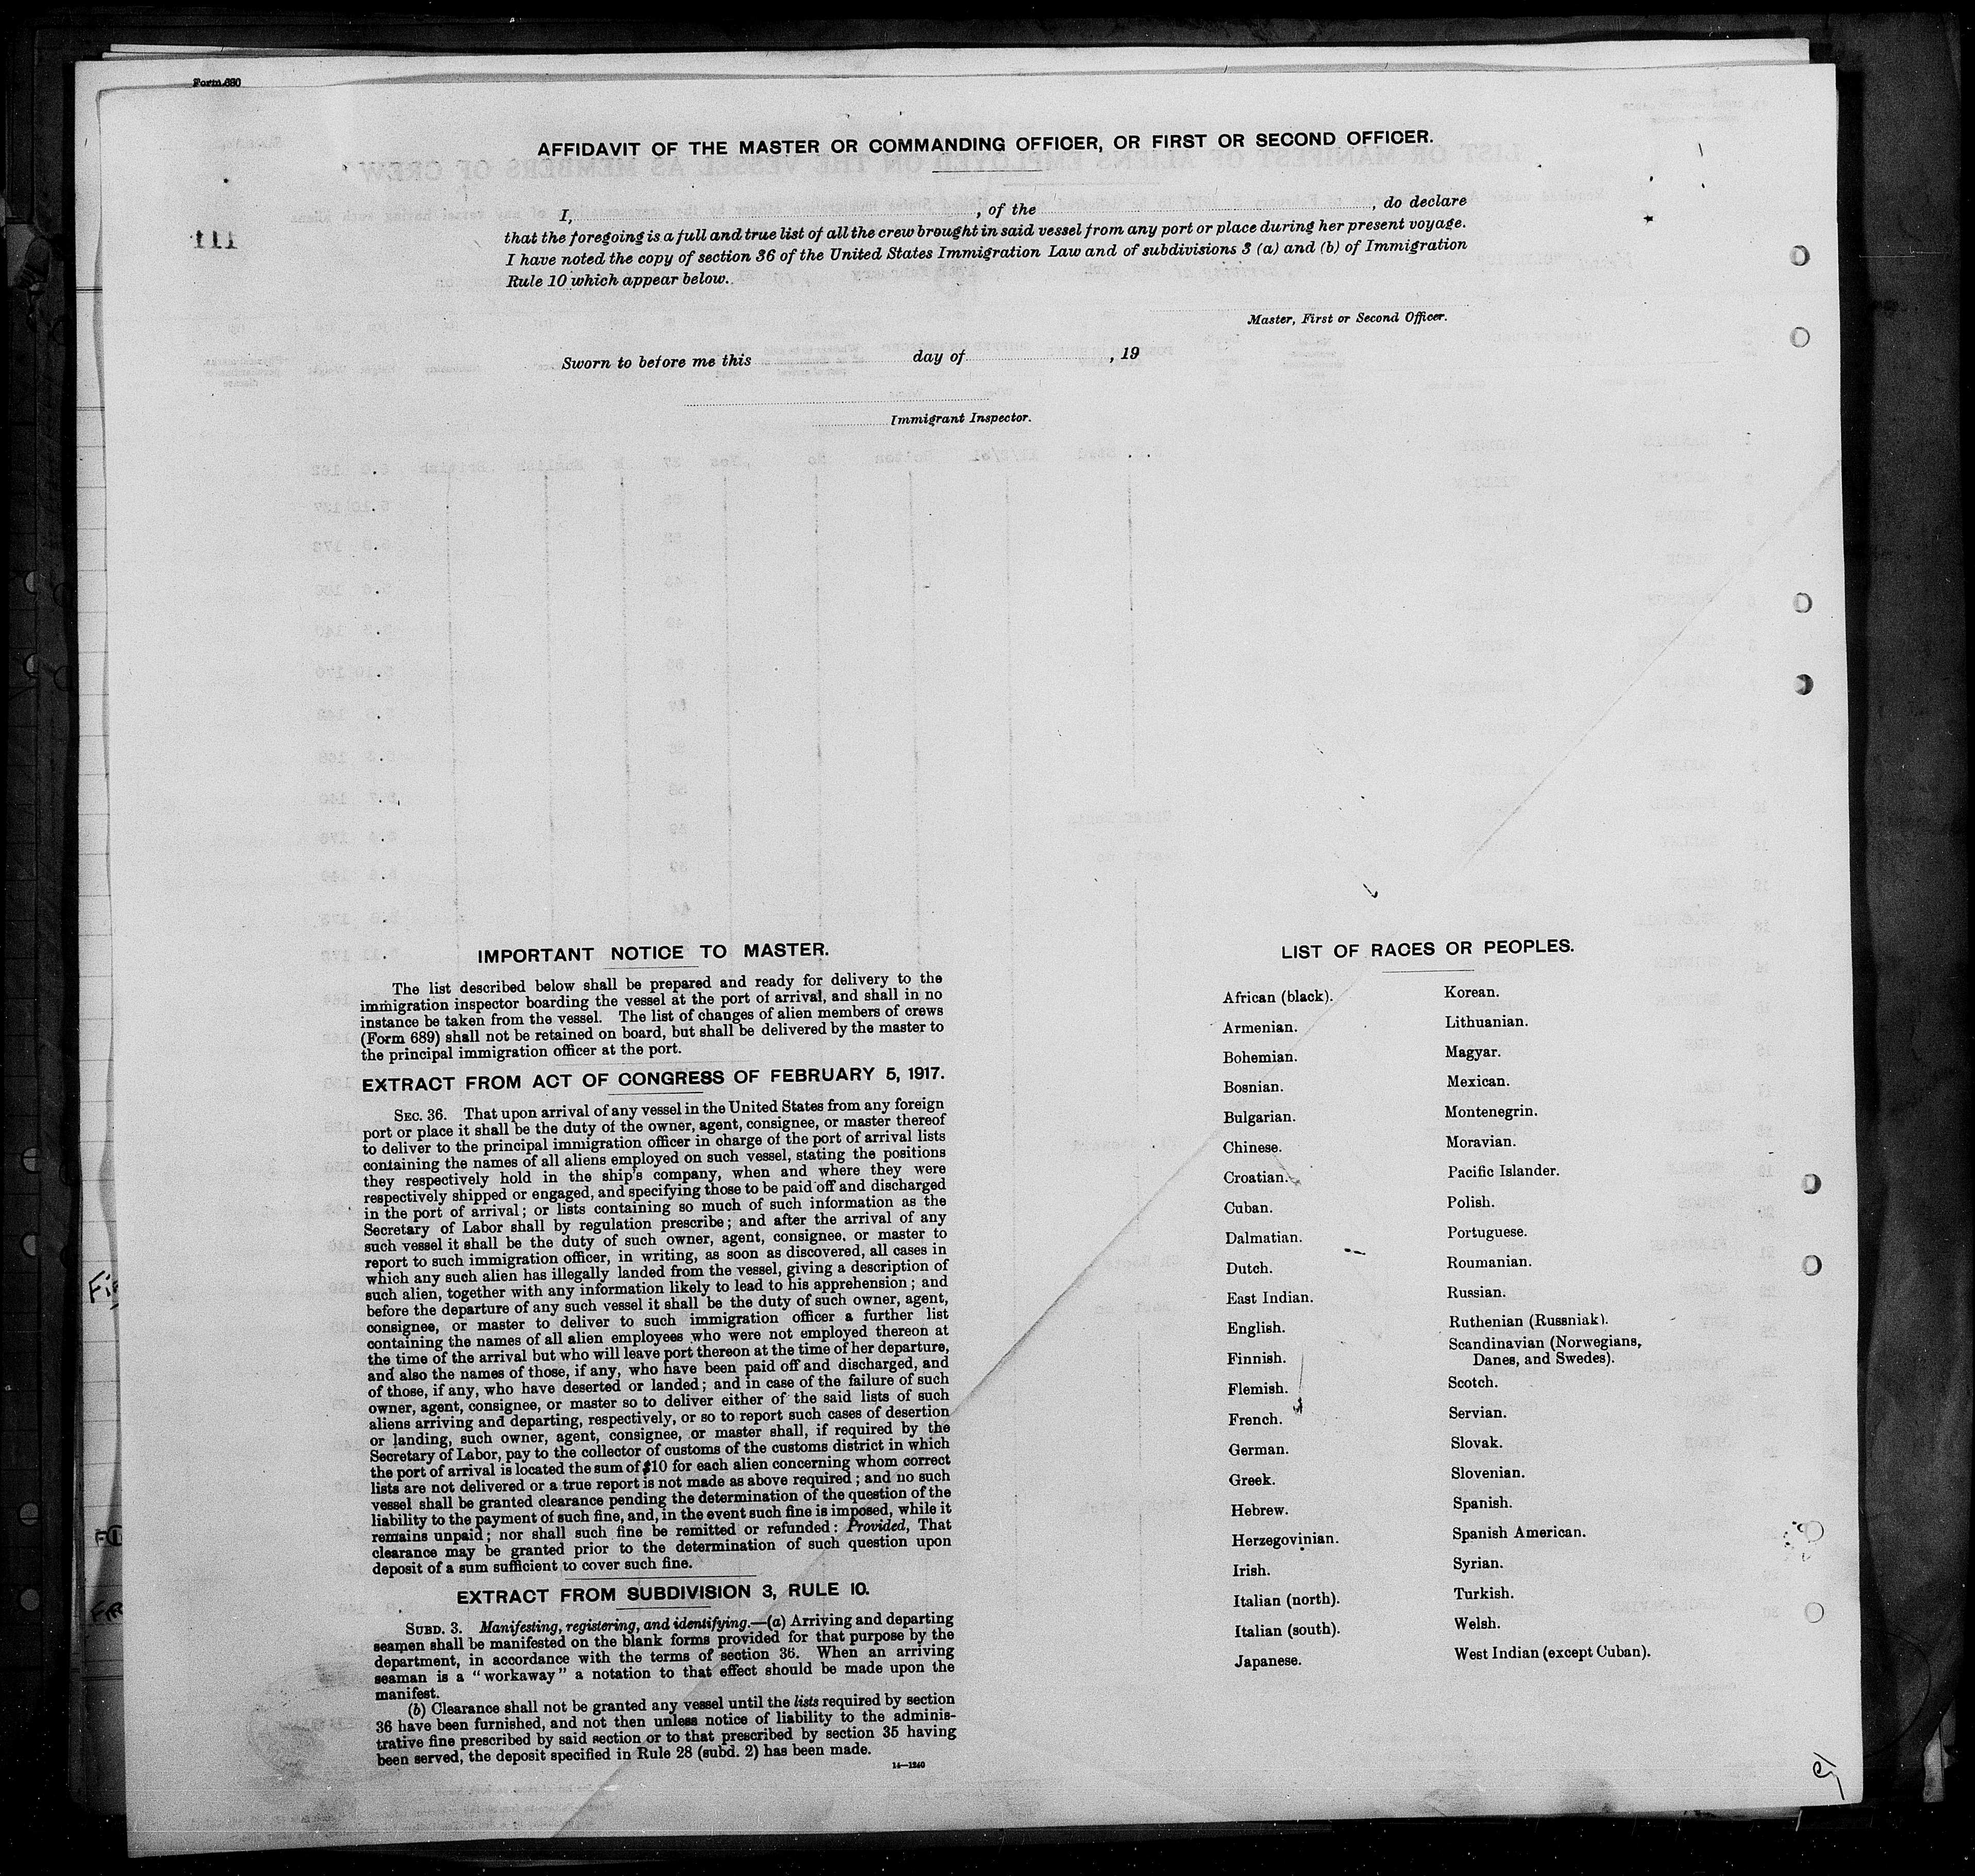 Form 680
AFFIDAVIT OF THE MASTER OR COMMANDING OFFICER, OR FIRST OR SECOND OFFICER.
I, , of the , do declare
that the foregoing is a full and true list of all the crew brought in said vessel from any port or place during her present voyage.
I have noted the copy of section 36 of the United States Immigration Law and of subdivisions 3 (a) and (b) of Immigration
Rule 10 which appear below.
111
Master, First or Second Officer.
Sworn to before me this day of , 19
Immigrant Inspector.
IMPORTANT NOTICE TO MASTER.
The list described below shall be prepared and ready for delivery to the
immigration inspector boarding the vessel at the port of arrival, and shall in no
instance be taken from the vessel. The list of changes of alien members of crews
(Form 689) shall not be retained on board, but shall be delivered by the master to
the principal immigration officer at the port.
EXTRACT FROM ACT OF CONGRESS OF FEBRUARY 5, 1917.
SEC. 36. That upon arrival of any vessel in the United States from any foreign
port or place it shall be the duty of the owner, agent, consignee, or master thereof
to deliver to the principal immigration officer in charge of the port of arrival lists
containing the names of all aliens employed on such vessel, stating the positions
they respectively hold in the ship's company, when and where they were
respectively shipped or engaged, and specifying those to be paid off and discharged
in the port of arrival; or lists containing so much of such information as the
Secretary of Labor shall by regulation prescribe; and after the arrival of any
such vessel it shall be the duty of such owner, agent, consignee, or master to
report to such immigration officer, in writing, as soon as discovered, all cases in
which any such alien has illegally landed from the vessel, giving a description of
such alien, together with any information likely to lead to his apprehension; and
before the departure of any such vessel it shall be the duty of such owner, agent,
consignee, or master to deliver to such immigration officer a further list
containing the names of all alien employees who were not employed thereon at
the time of the arrival but who will leave port thereon at the time of her departure,
and also the names of those, if any, who have been paid off and discharged, and
of those, if any, who have deserted or landed; and in case of the failure of such
owner, agent, consignee, or master so to deliver either of the said lists of such
aliens arriving and departing, respectively, or so to report such cases of desertion
or landing, such owner, agent, consignee, or master shall, if required by the
Secretary of Labor, pay to the collector of customs of the customs district in which
the port of arrival is located the sum of $10 for each alien concerning whom correct
lists are not delivered or a true report is not made as above required; and no such
vessel shall be granted clearance pending the determination of the question of the
liability to the payment of such fine, and, in the event such fine is imposed, while it
remains unpaid; nor shall such fine be remitted or refunded: Provided, That
clearance may be granted prior to the determination of such question upon
deposit of a sum sufficient to cover such fine.
EXTRACT FROM SUBDIVISION 3, RULE 10.
SUBD. 3. Manifesting, registering, and identifying.—(a) Arriving and departing
seamen shall be manifested on the blank forms provided for that purpose by the
department, in accordance with the terms of section 36. When an arriving
seaman is a "workaway" a notation to that effect should be made upon the
manifest.
(b) Clearance shall not be granted any vessel until the lists required by section
36 have been furnished, and not then unless notice of liability to the adminis-
trative fine prescribed by said section or to that prescribed by section 35 having
been served, the deposit specified in Rule 28 (subd. 2) has been made.
14—1240
LIST OF RACES OR PEOPLES.
African (black).
Armenian.
Bohemian.
Bosnian.
Bulgarian.
Chinese.
Croatian.
Cuban.
Dalmatian.
Dutch.
East Indian.
English.
Finnish.
Flemish.
French.
German.
Greek.
Hebrew.
Herzegovinian.
Irish.
Italian (north).
Italian (south).
Japanese.
Korean.
Lithuanian.
Magyar.
Mexican.
Montenegrin.
Moravian.
Pacific Islander.
Polish.
Portuguese.
Roumanian.
Russian.
Ruthenian (Russniak).
Scandinavian (Norwegians,
Danes, and Swedes).
Scotch.
Servian.
Slovak.
Slovenian.
Spanish.
Spanish American.
Syrian.
Turkish.
Welsh.
West Indian (except Cuban).